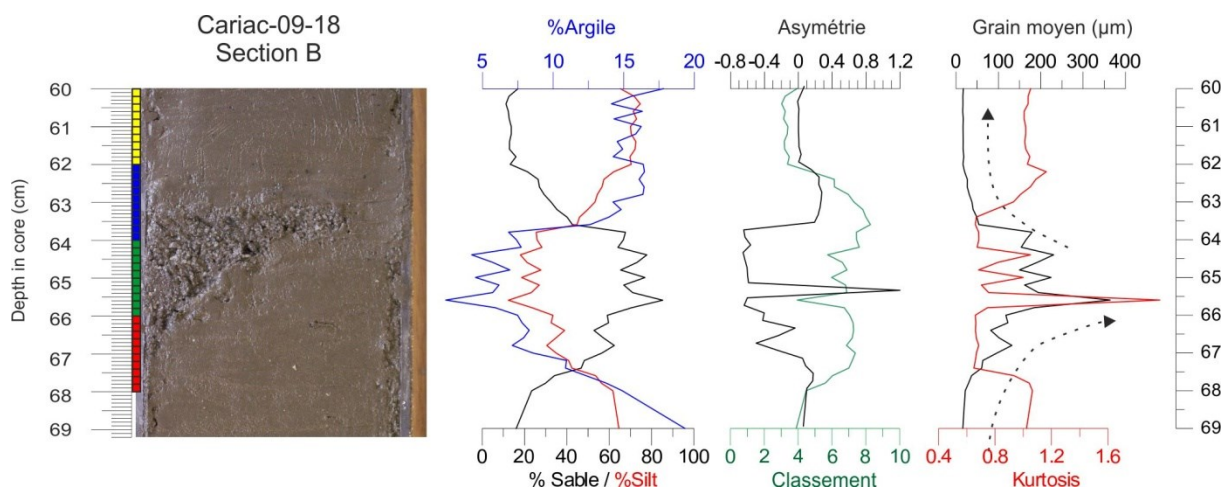 Cariac-09-18
Section B
%Argile
5 10 15 20
Asymétrie
-0.8 -0.4 0 0.4 0.8 1.2
Grain moyen (µm)
0 100 200 300 400
Depth in core (cm)
60
61
62
63
64
65
66
67
68
69
60
61
62
63
64
65
66
67
68
69
0 20 40 60 80 100
% Sable / %Silt
0 2 4 6 8 10
Classement
0.4 0.8 1.2 1.6
Kurtosis